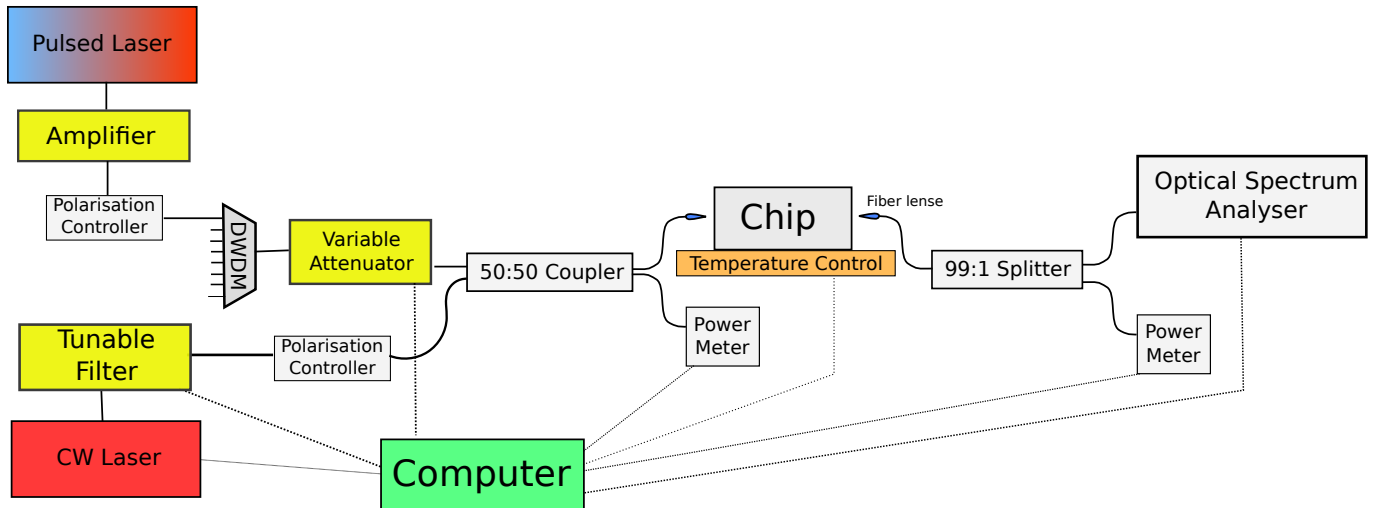 Pulsed Laser
Amplifier
Polarisation
Controller
DWDM
Variable
Attenuator
50:50 Coupler
Chip
Temperature Control
Fiber lense
99:1 Splitter
Optical Spectrum
Analyser
Power
Meter
Power
Meter
Tunable
Filter
Polarisation
Controller
CW Laser
Computer